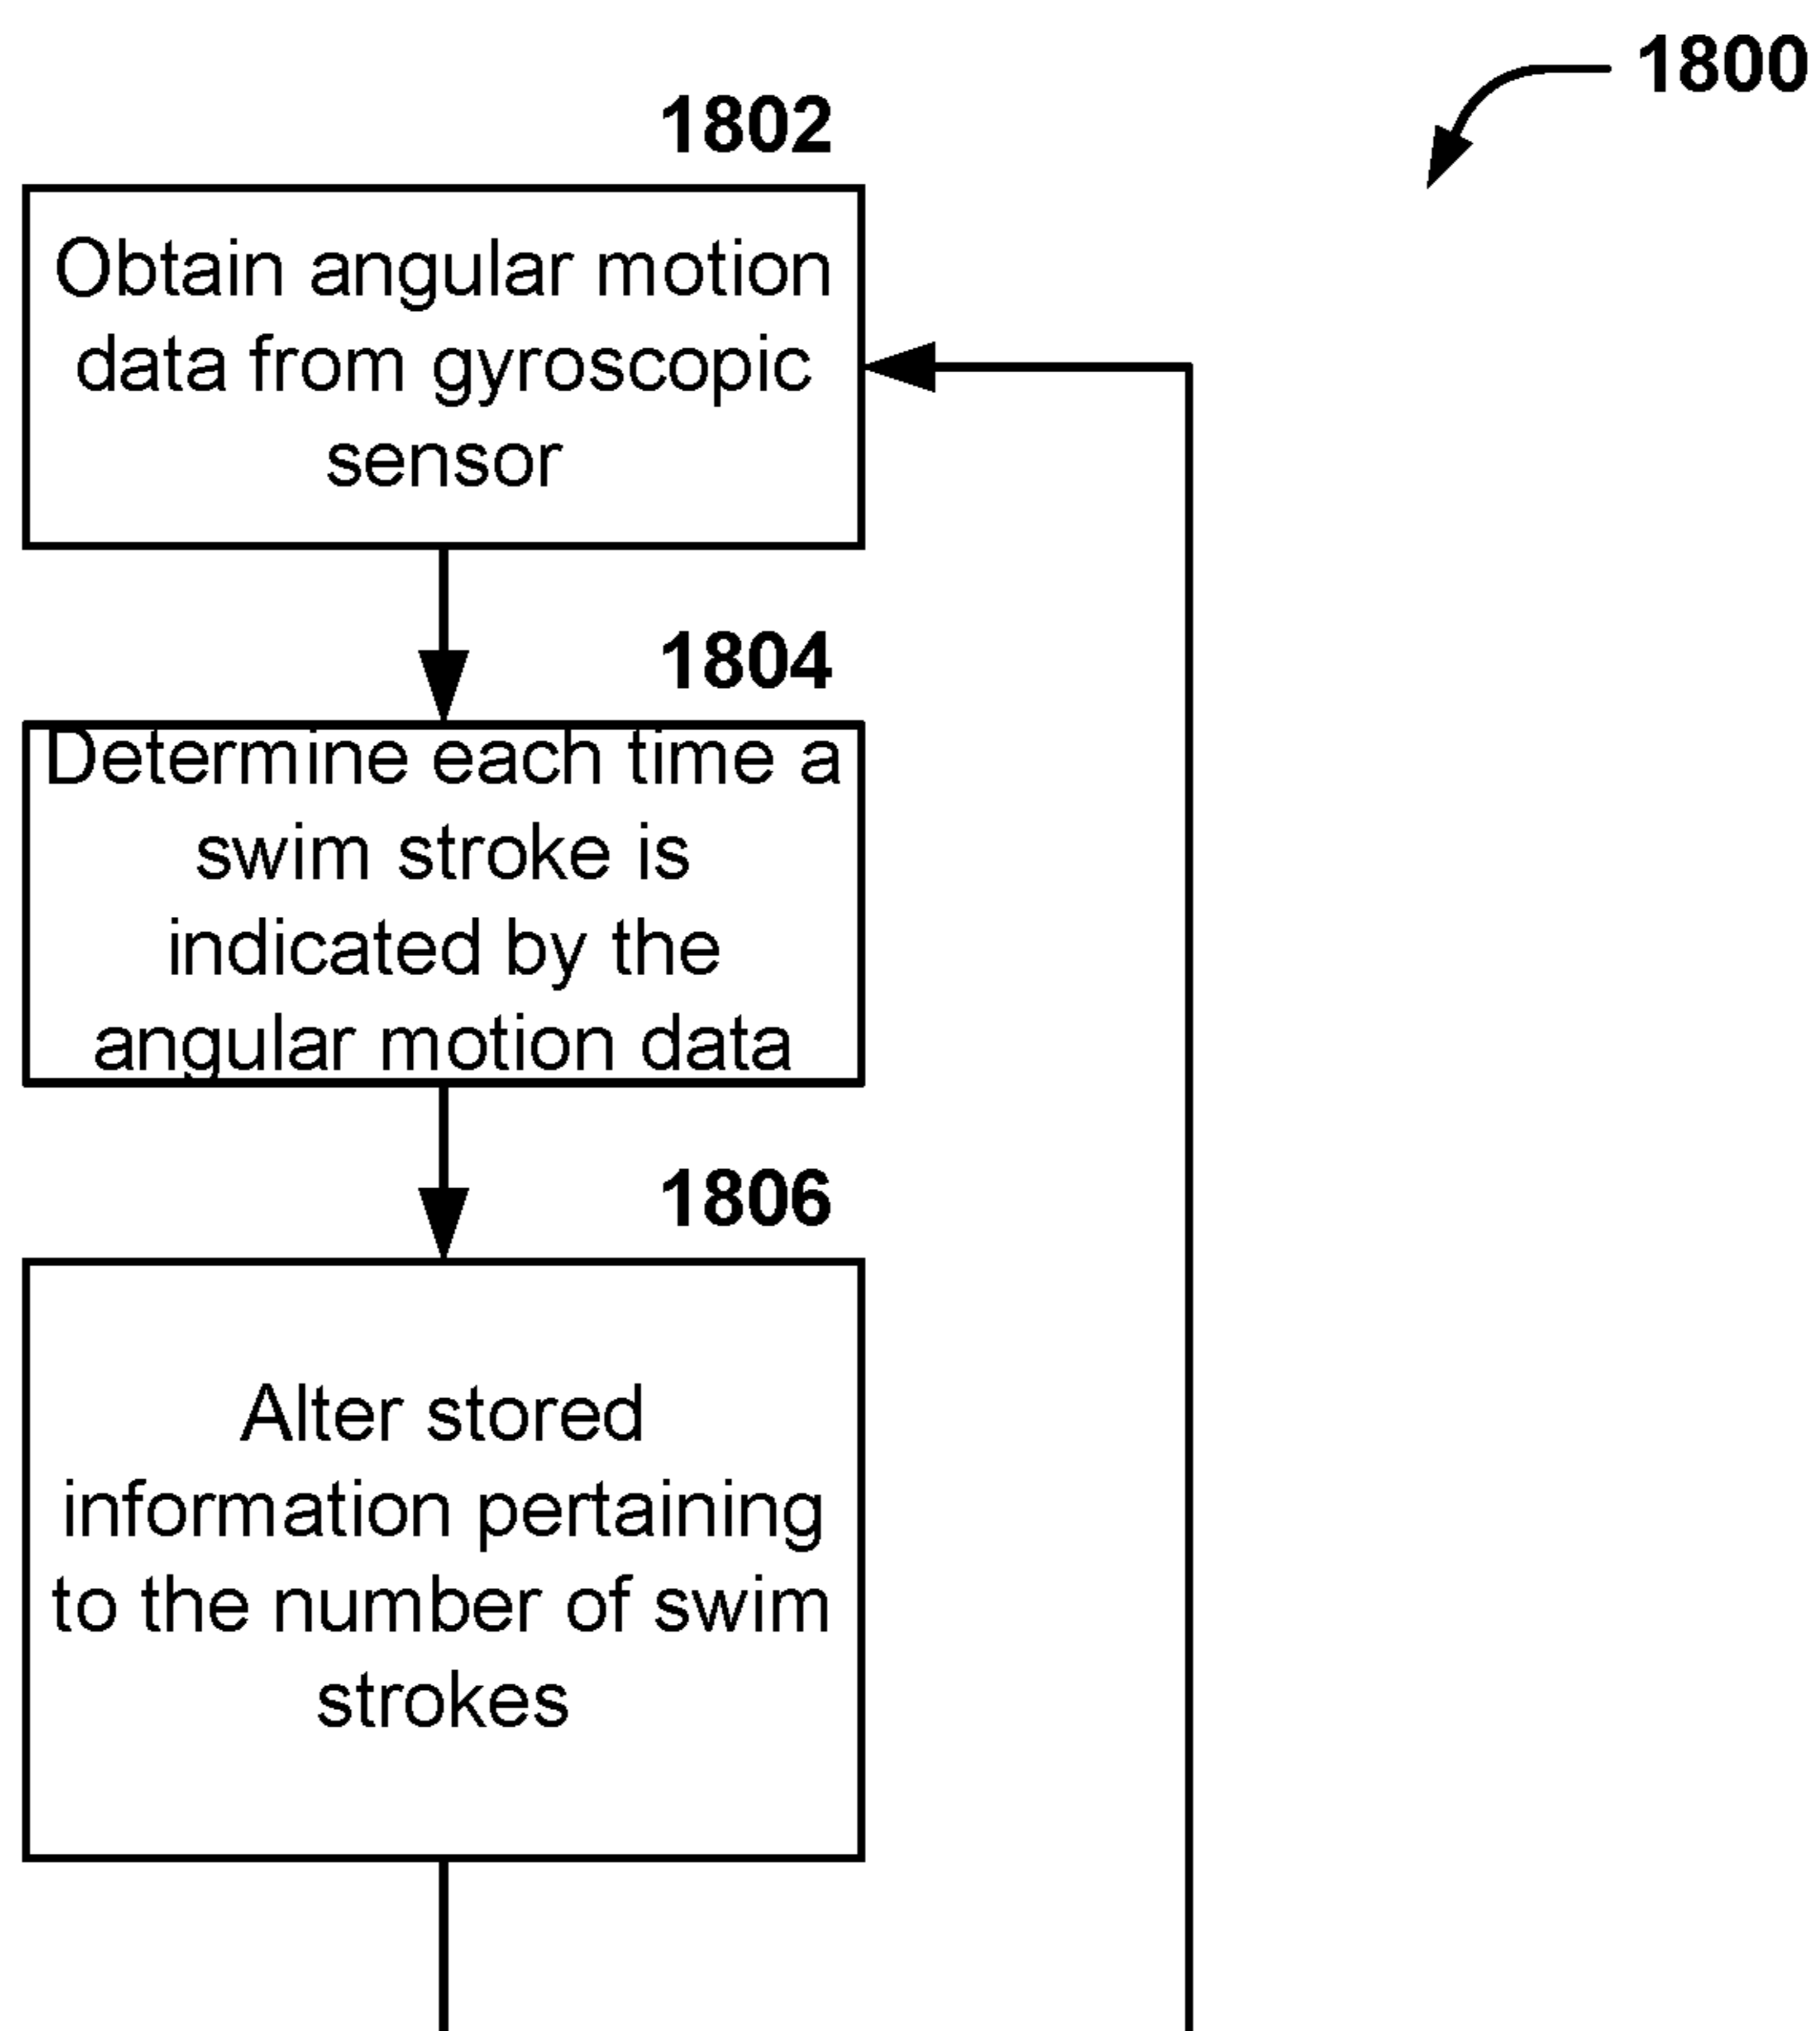 1800
1802
Obtain angular motion
data from gyroscopic
sensor
1804
Determine each time a
swim stroke is
indicated by the
angular motion data
1806
Alter stored
information pertaining
to the number of swim
strokes